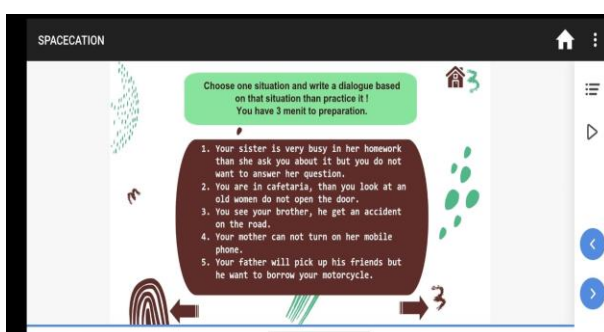 SPACECATION
Choose one situation and write a dialogue based
on that situation than practice it !
You have 3 menit to preparation.
3
1. Your sister is very busy in her homework
than she ask you about it but you do not
want to answer her question.
2. You are in cafetaria, than you look at an
old women do not open the door.
3. You see your brother, he get an accident
on the road.
4. Your mother can not turn on her mobile
phone.
5. Your father will pick up his friends but
he want to borrow your motorcycle.